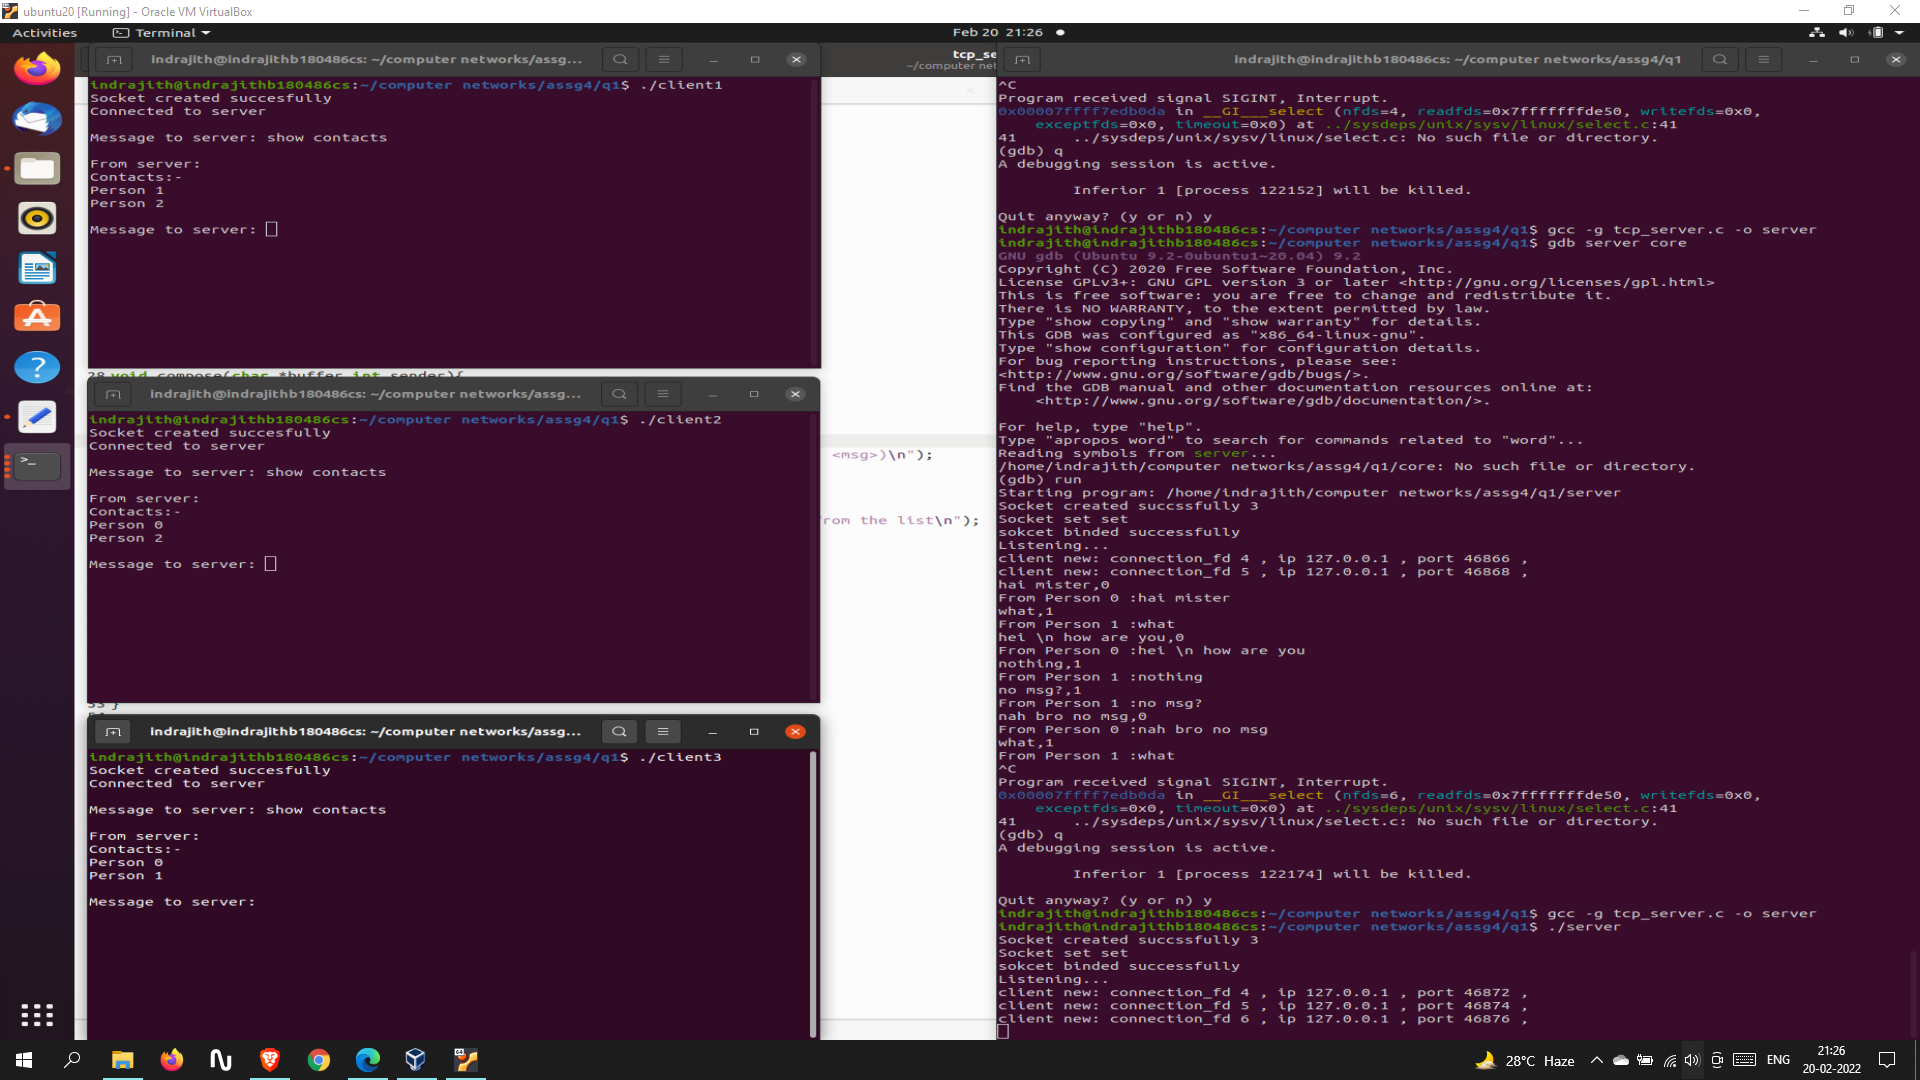 ubuntu20 [Running] - Oracle VM VirtualBox
Activities
Terminal
Feb 20 21:26
indrajith@indrajithb180486cs: ~/computer networks/assg...
indrajith@indrajithb180486cs:~/computer networks/assg4/q1$ ./client1
Socket created succesfully
Connected to server
Message to server: show contacts
From server:
Contacts:-
Person 1
Person 2
Message to server:
28 void compose(char *buffer,int sender){
indrajith@indrajithb180486cs: ~/computer networks/assg...
indrajith@indrajithb180486cs:~/computer networks/assg4/q1$ ./client2
Socket created succesfully
Connected to server
Message to server: show contacts
From server:
Contacts:-
Person 0
Person 2
Message to server:
53 }
indrajith@indrajithb180486cs: ~/computer networks/assg...
indrajith@indrajithb180486cs:~/computer networks/assg4/q1$ ./client3
Socket created succesfully
Connected to server
Message to server: show contacts
From server:
Contacts:-
Person 0
Person 1
Message to server:
tcp_se
~/computer net
<msg>)\n");
rom the list\n");
indrajith@indrajithb180486cs: ~/computer networks/assg4/q1
^C
Program received signal SIGINT, Interrupt.
0x00007ffff7edb0da in __GI___select (nfds=4, readfds=0x7fffffffde50, writefds=0x0,
exceptfds=0x0, timeout=0x0) at ../sysdeps/unix/sysv/linux/select.c:41
41 ../sysdeps/unix/sysv/linux/select.c: No such file or directory.
(gdb) q
A debugging session is active.
Inferior 1 [process 122152] will be killed.
Quit anyway? (y or n) y
indrajith@indrajithb180486cs:~/computer networks/assg4/q1$ gcc -g tcp_server.c -o server
indrajith@indrajithb180486cs:~/computer networks/assg4/q1$ gdb server core
GNU gdb (Ubuntu 9.2-0ubuntu1~20.04) 9.2
Copyright (C) 2020 Free Software Foundation, Inc.
License GPLv3+: GNU GPL version 3 or later <http://gnu.org/licenses/gpl.html>
This is free software: you are free to change and redistribute it.
There is NO WARRANTY, to the extent permitted by law.
Type "show copying" and "show warranty" for details.
This GDB was configured as "x86_64-linux-gnu".
Type "show configuration" for configuration details.
For bug reporting instructions, please see:
<http://www.gnu.org/software/gdb/bugs/>.
Find the GDB manual and other documentation resources online at:
<http://www.gnu.org/software/gdb/documentation/>.
For help, type "help".
Type "apropos word" to search for commands related to "word"...
Reading symbols from server...
/home/indrajith/computer networks/assg4/q1/core: No such file or directory.
(gdb) run
Starting program: /home/indrajith/computer networks/assg4/q1/server
Socket created succssfully 3
Socket set set
sokcet binded successfully
Listening...
client new: connection_fd 4 , ip 127.0.0.1 , port 46866 ,
client new: connection_fd 5 , ip 127.0.0.1 , port 46868 ,
hai mister,0
From Person 0 :hai mister
what,1
From Person 1 :what
hei \n how are you,0
From Person 0 :hei \n how are you
nothing,1
From Person 1 :nothing
no msg?,1
From Person 1 :no msg?
nah bro no msg,0
From Person 0 :nah bro no msg
what,1
From Person 1 :what
^C
Program received signal SIGINT, Interrupt.
0x00007ffff7edb0da in __GI___select (nfds=6, readfds=0x7fffffffde50, writefds=0x0,
exceptfds=0x0, timeout=0x0) at ../sysdeps/unix/sysv/linux/select.c:41
41 ../sysdeps/unix/sysv/linux/select.c: No such file or directory.
(gdb) q
A debugging session is active.
Inferior 1 [process 122174] will be killed.
Quit anyway? (y or n) y
indrajith@indrajithb180486cs:~/computer networks/assg4/q1$ gcc -g tcp_server.c -o server
indrajith@indrajithb180486cs:~/computer networks/assg4/q1$ ./server
Socket created succssfully 3
Socket set set
sokcet binded successfully
Listening...
client new: connection_fd 4 , ip 127.0.0.1 , port 46872 ,
client new: connection_fd 5 , ip 127.0.0.1 , port 46874 ,
client new: connection_fd 6 , ip 127.0.0.1 , port 46876 ,
28°C Haze
ENG
21:26
20-02-2022